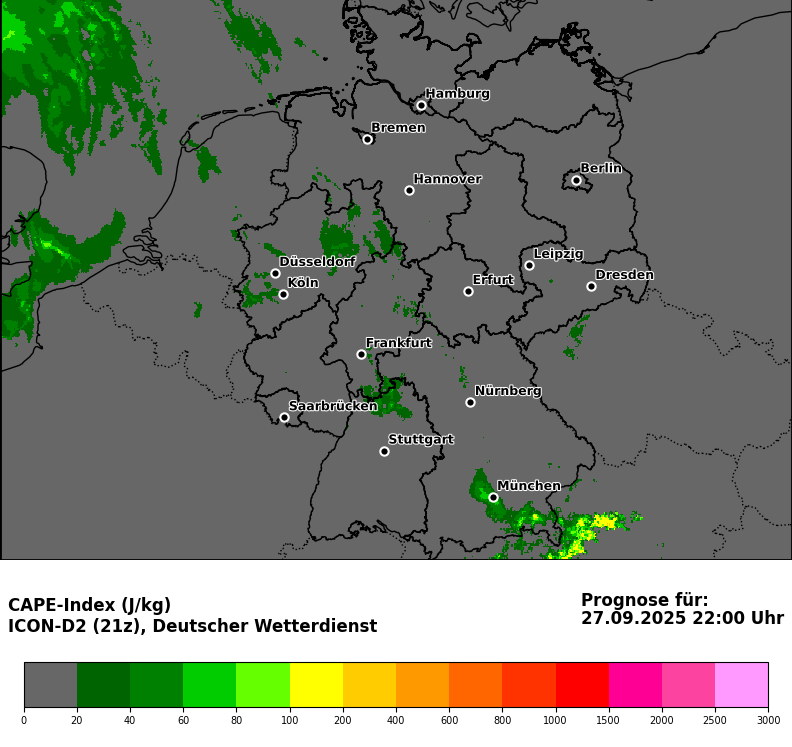 Hamburg
Bremen
Berlin
Hannover
Leipzig
Düsseldorf
Dresden
Köln
Erfurt
Frankfurt
Nürnberg
Saarbrücken
Stuttgart
München
CAPE-Index (J/kg)
ICON-D2 (21z), Deutscher Wetterdienst
Prognose für:
27.09.2025 22:00 Uhr
0 20 40 60 80 100 200 400 600 800 1000 1500 2000 2500 3000